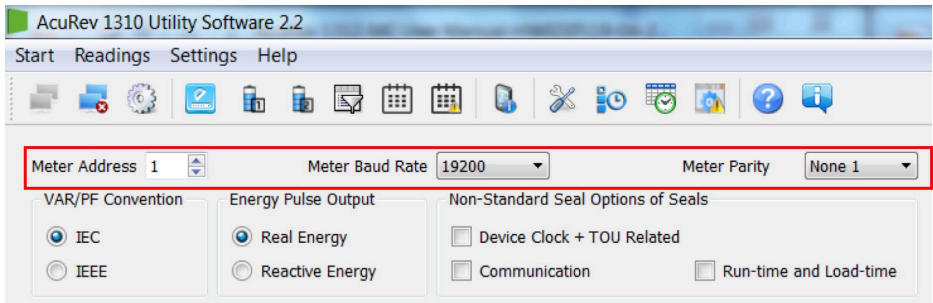 AcuRev 1310 Utility Software 2.2
Start Readings Settings Help
Meter Address 1 Meter Baud Rate 19200 Meter Parity None 1
VAR/PF Convention Energy Pulse Output Non-Standard Seal Options of Seals
IEC Real Energy Device Clock + TOU Related
IEEE Reactive Energy Communication Run-time and Load-time